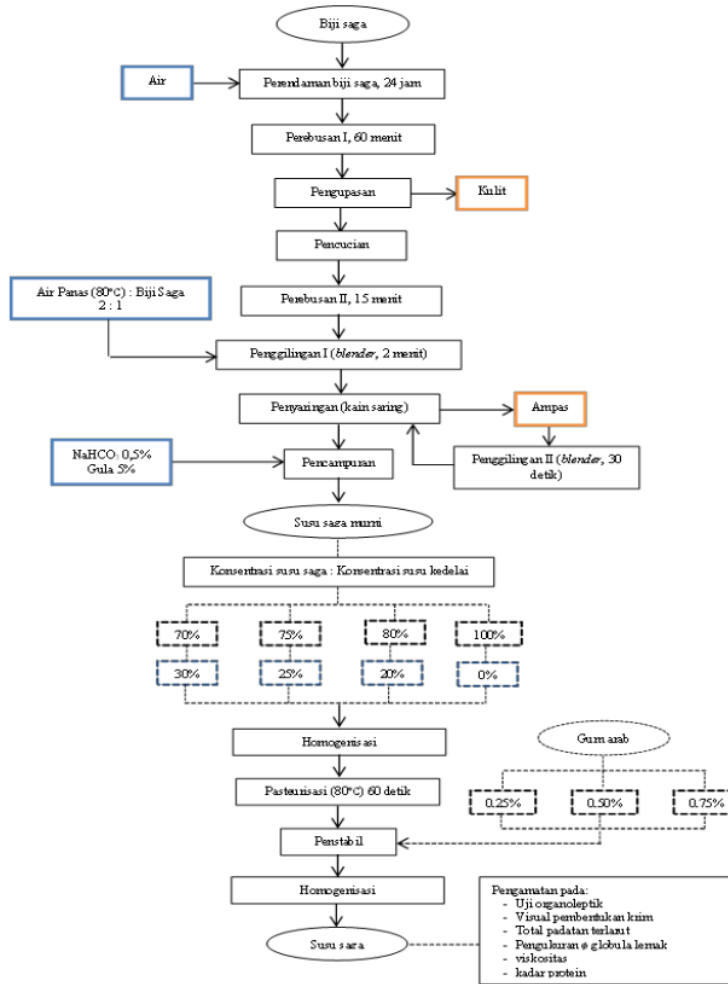 Biji saga
Air
Perendaman biji saga, 24 jam
Perebusan I, 60 menit
Pengupasan
Kulit
Pencucian
Air Panas (80°C) : Biji Saga
2 : 1
Perebusan II, 15 menit
Penggilingan I (blender, 2 menit)
Penyaringan (kain saring)
Ampas
NaHCO3 0,5%
Gula 5%
Pencampuran
Penggilingan II (blender, 30
detik)
Susu saga murni
Konsentrasi susu saga : Konsentrasi susu kedelai
70%
75%
80%
100%
30%
25%
20%
0%
Homogenisasi
Gum arab
Pasteurisasi (80°C) 60 detik
0.25%
0.50%
0.75%
Penstabil
Homogenisasi
Susu saga
Pengamatan pada:
- Uji organoleptik
- Visual pembentukan krim
- Total padatan terlarut
- Pengukuran ø globula lemak
- viskositas
- kadar protein